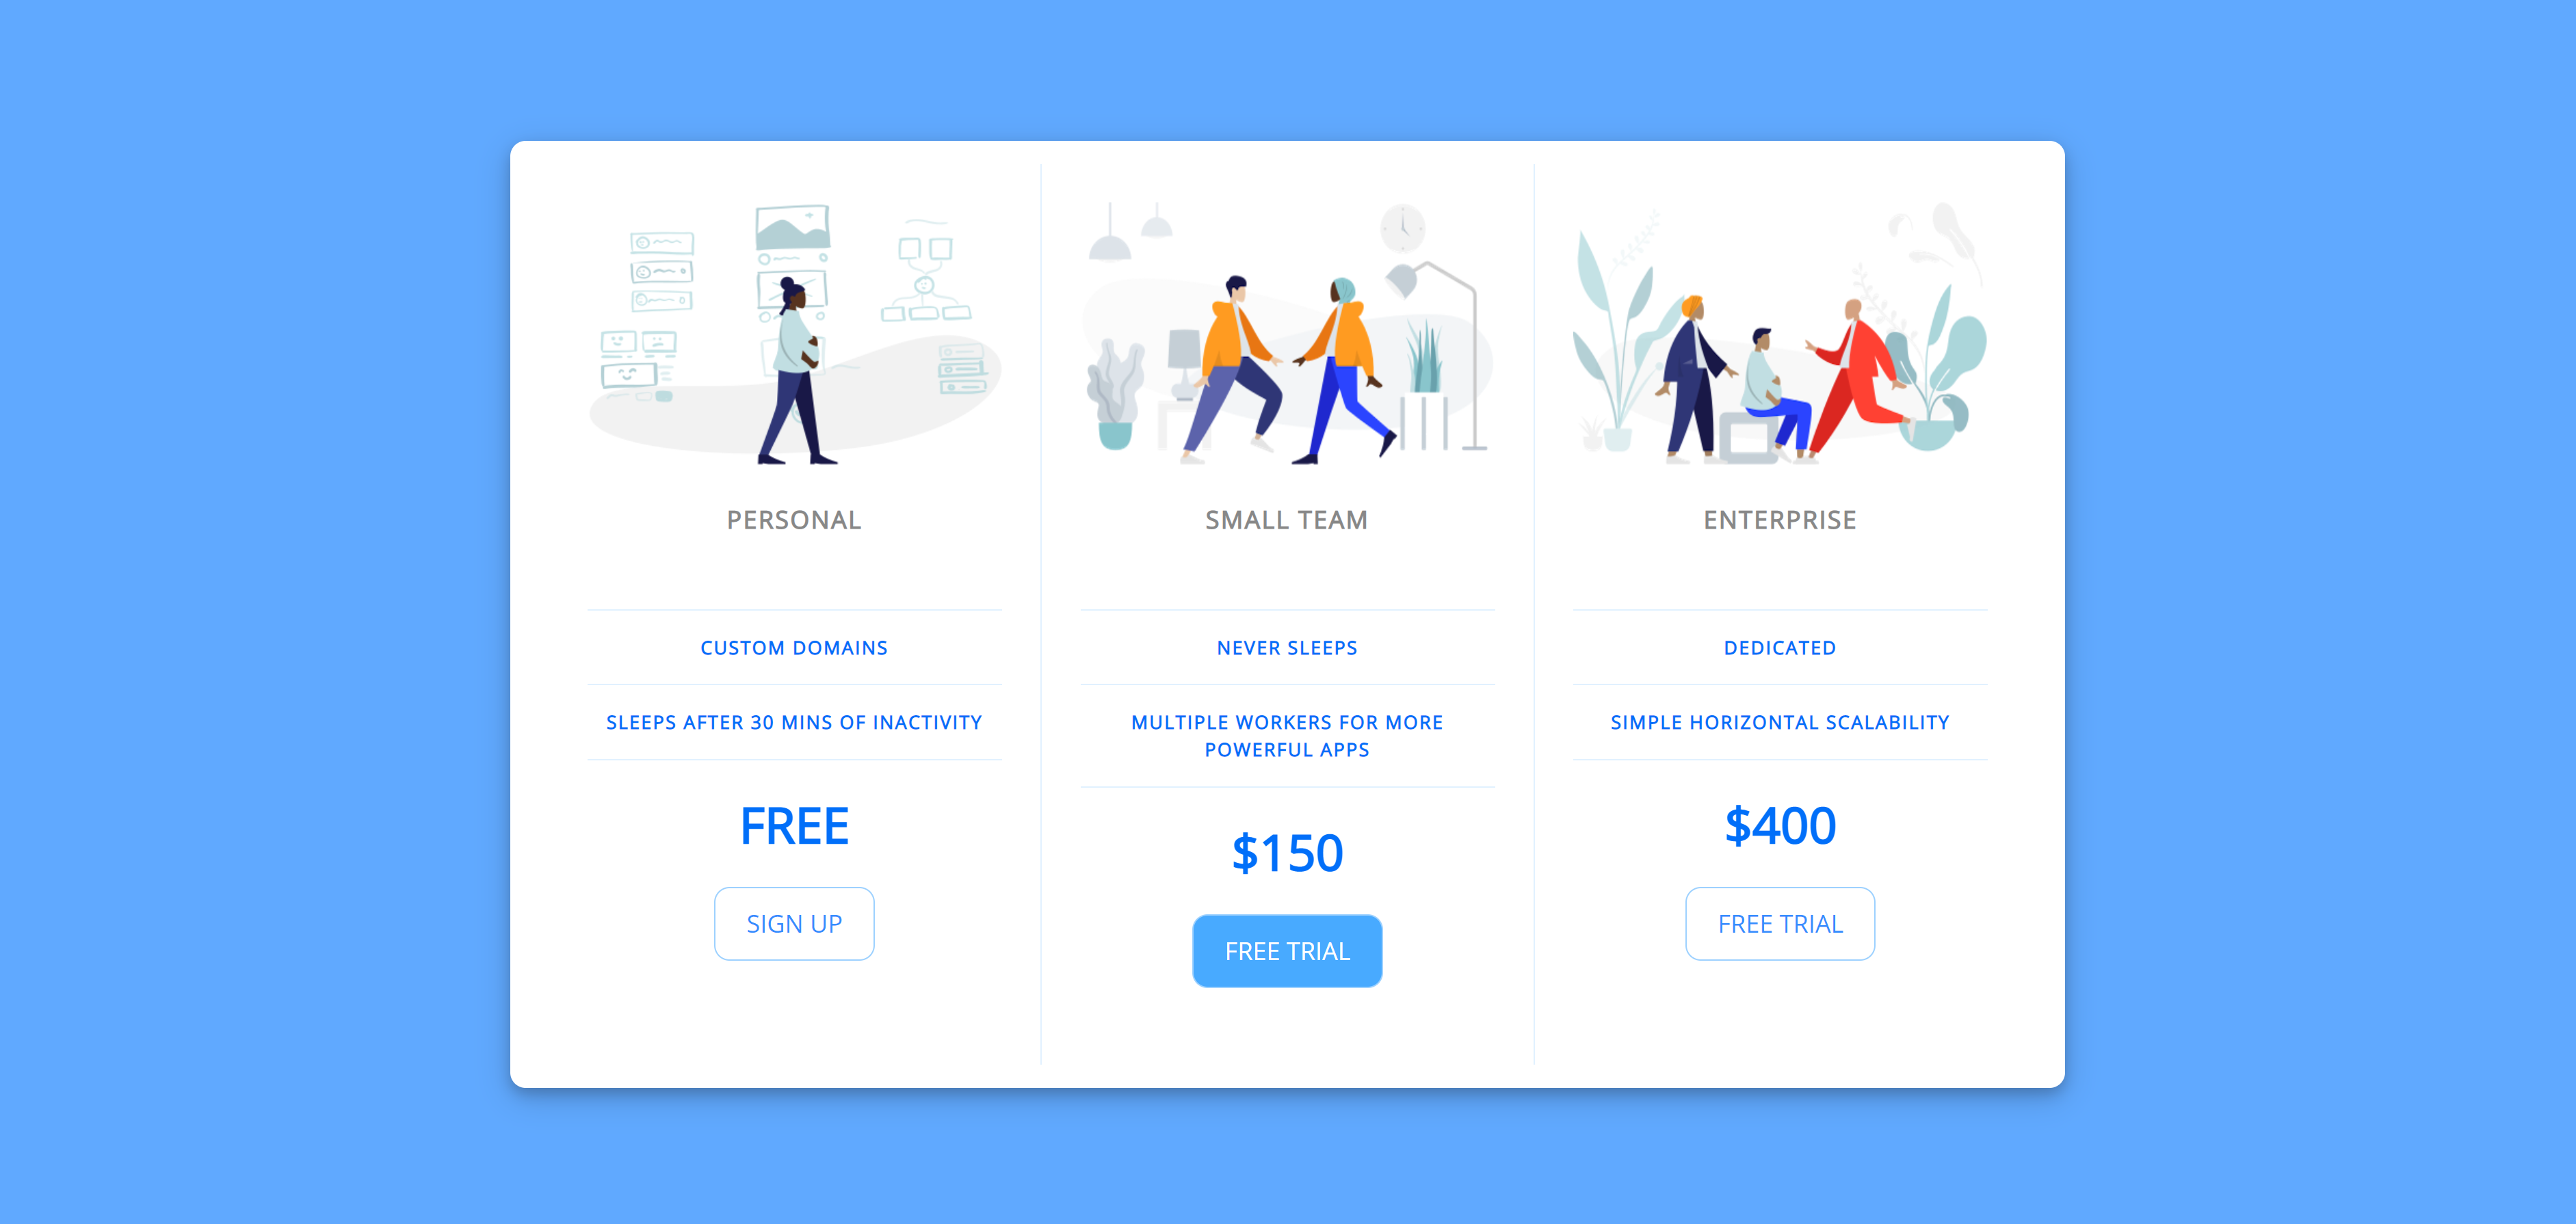 PERSONAL
CUSTOM DOMAINS
SLEEPS AFTER 30 MINS OF INACTIVITY
FREE
SIGN UP
SMALL TEAM
NEVER SLEEPS
MULTIPLE WORKERS FOR MORE
POWERFUL APPS
$150
FREE TRIAL
ENTERPRISE
DEDICATED
SIMPLE HORIZONTAL SCALABILITY
$400
FREE TRIAL